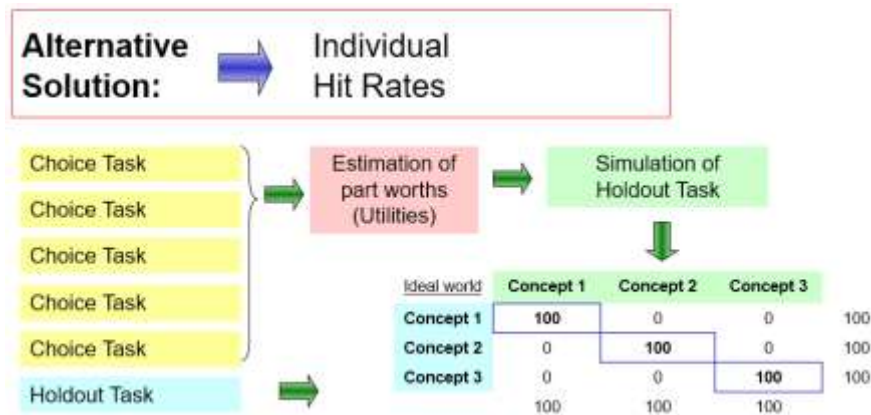 Alternative Solution:
Individual Hit Rates
Choice Task
Choice Task
Choice Task
Choice Task
Choice Task
Holdout Task
Estimation of
part worths
(Utilities)
Simulation of
Holdout Task
Ideal world Concept 1 Concept 2 Concept 3
Concept 1 100 0 0 100
Concept 2 0 100 0 100
Concept 3 0 0 100 100
100 100 100